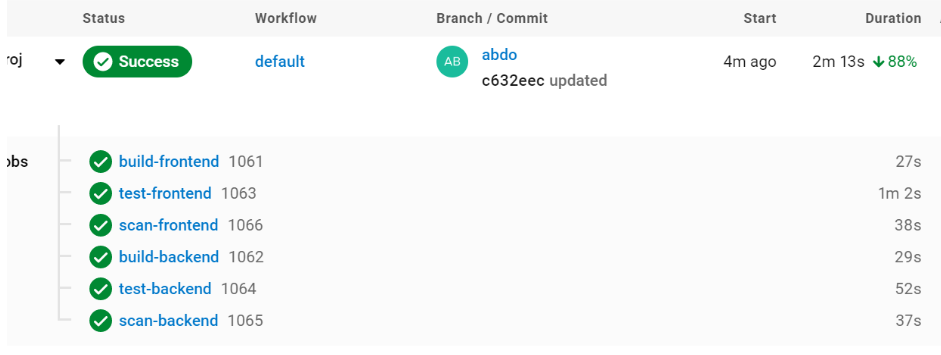 Status Workflow Branch / Commit Start Duration
roj Success default AB abdo 4m ago 2m 13s ↓ 88%
c632eec updated
obs
build-frontend 1061 27s
test-frontend 1063 1m 2s
scan-frontend 1066 38s
build-backend 1062 29s
test-backend 1064 52s
scan-backend 1065 37s